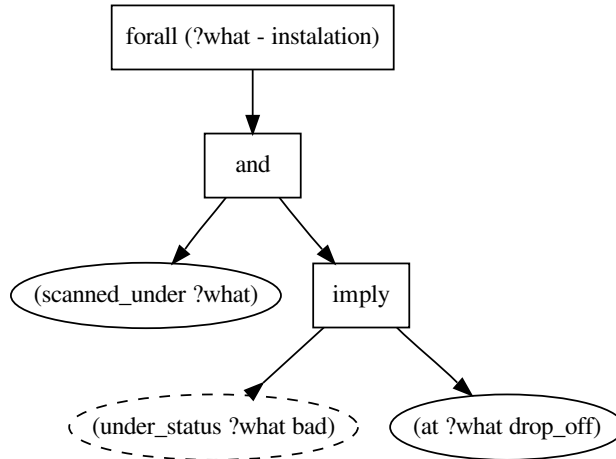 forall (?what - instalation)
and
(scanned_under ?what)
imply
(under_status ?what bad)
(at ?what drop_off)